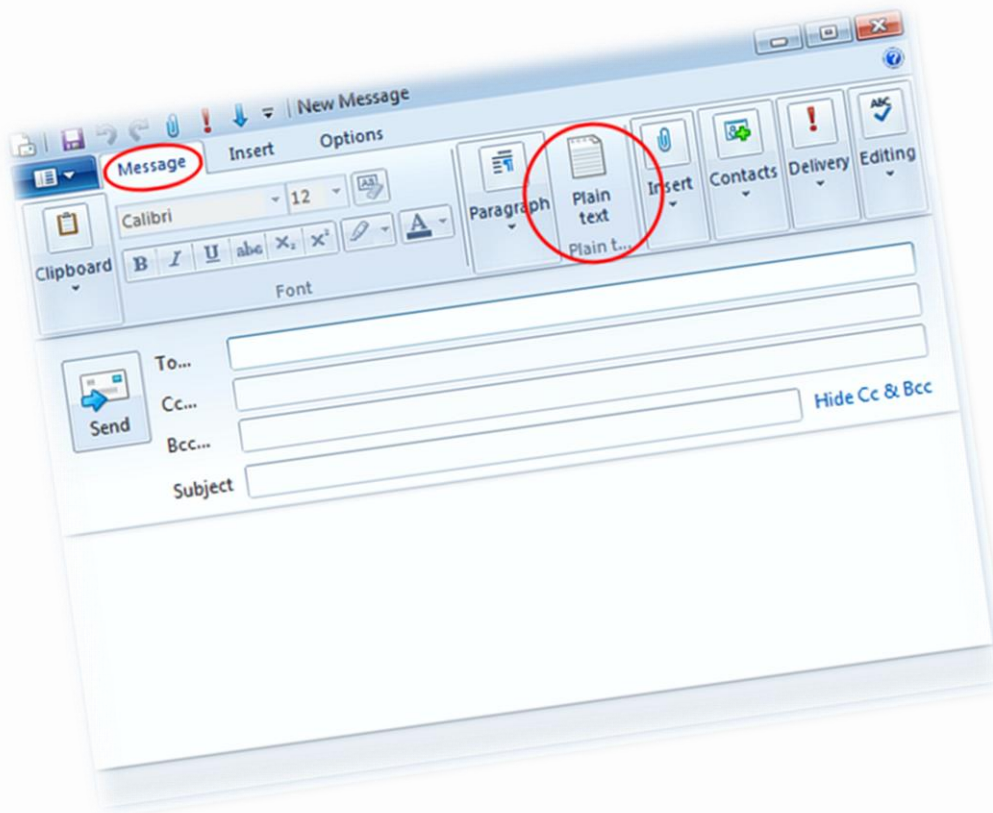 New Message
Message Insert Options
Clipboard
Calibri 12
B I U abc X₂ X² A
Font
Paragraph
Plain text
Plain t...
Insert
Contacts
Delivery
ABC
Editing
Send
To...
Cc...
Bcc...
Hide Cc & Bcc
Subject